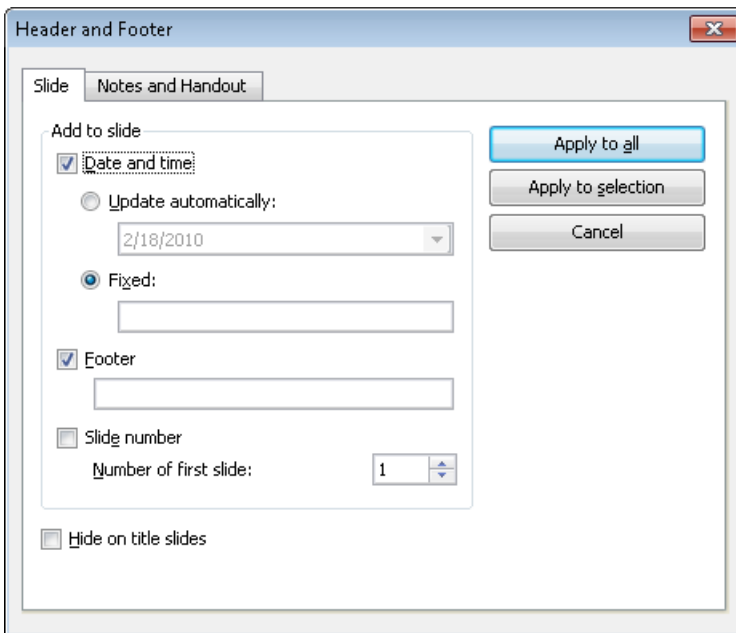 Header and Footer
Slide
Notes and Handout
Add to slide
Date and time
Update automatically:
2/18/2010
Fixed:
Footer
Slide number
Number of first slide:
1
Hide on title slides
Apply to all
Apply to selection
Cancel